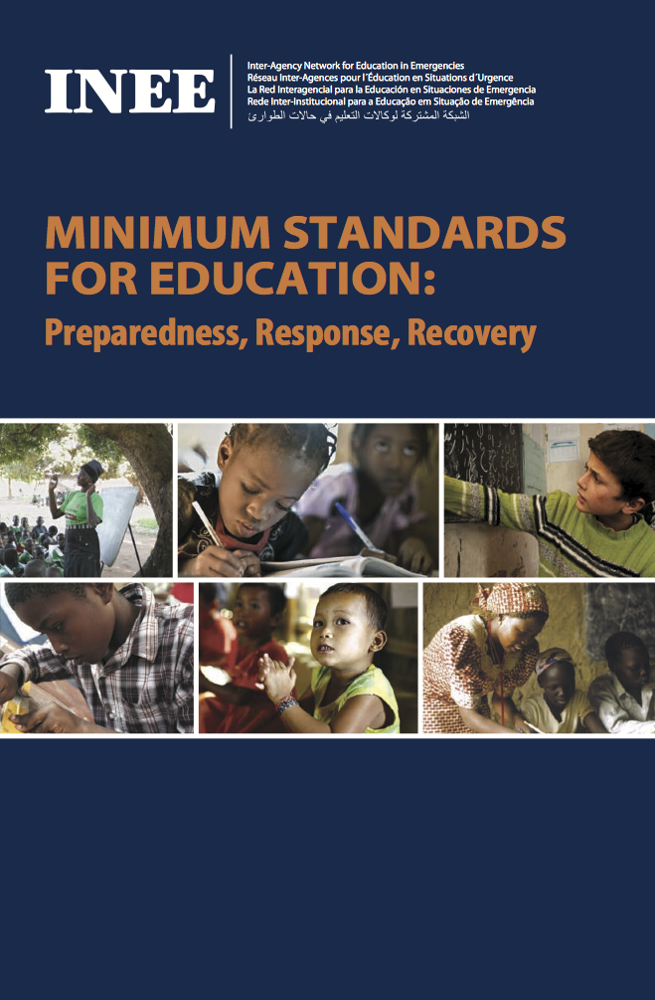 INEE
Inter-Agency Network for Education in Emergencies
Réseau Inter-Agences pour l´Éducation en Situations d´Urgence
La Red Interagencial para la Educación en Situaciones de Emergencia
Rede Inter-Institucional para a Educação em Situação de Emergência
الشبكة المشتركة لوكالات التعليم في حالات الطوارئ
MINIMUM STANDARDS
FOR EDUCATION:
Preparedness, Response, Recovery